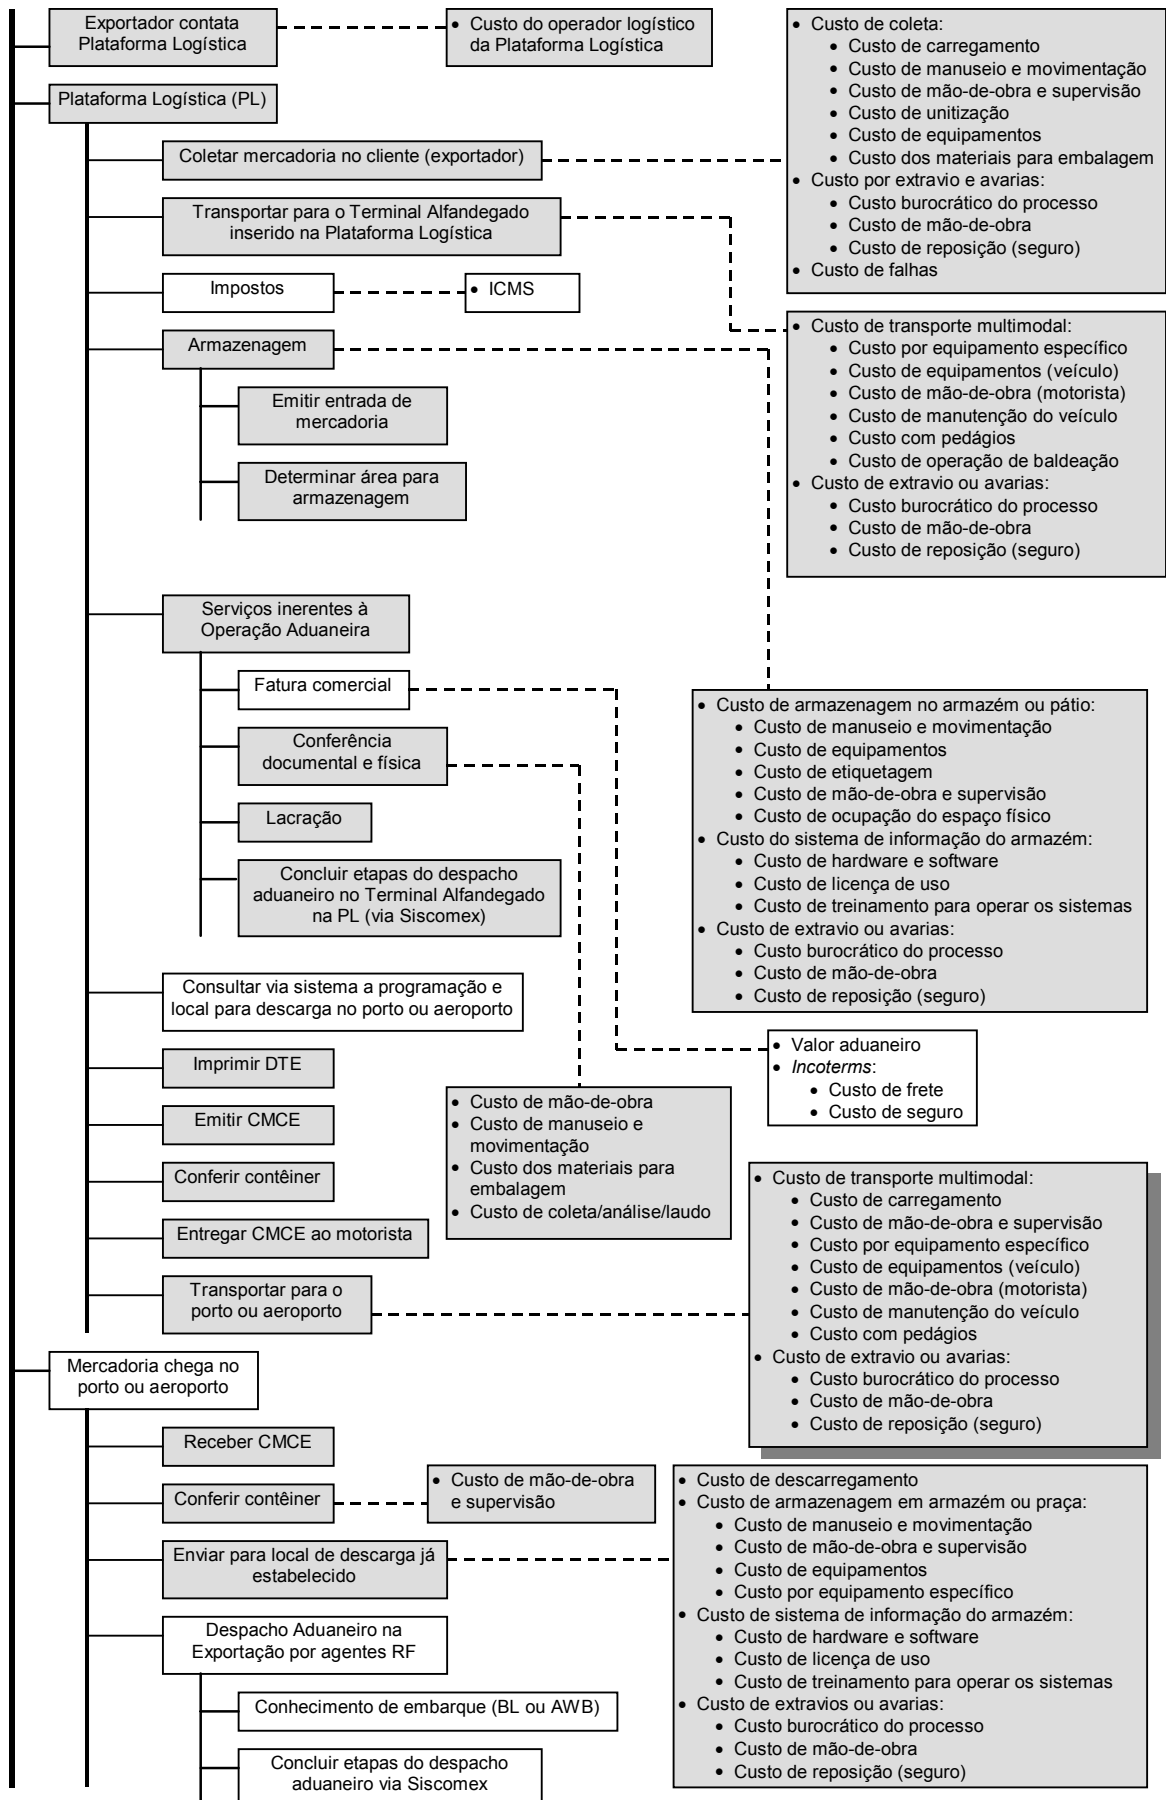 Exportador contata
Plataforma Logística
• Custo do operador logístico
da Plataforma Logística
• Custo de coleta:
• Custo de carregamento
• Custo de manuseio e movimentação
• Custo de mão-de-obra e supervisão
• Custo de unitização
• Custo de equipamentos
• Custo dos materiais para embalagem
• Custo por extravio e avarias:
• Custo burocrático do processo
• Custo de mão-de-obra
• Custo de reposição (seguro)
• Custo de falhas
Plataforma Logística (PL)
Coletar mercadoria no cliente (exportador)
Transportar para o Terminal Alfandegado
inserido na Plataforma Logística
Impostos
• ICMS
• Custo de transporte multimodal:
• Custo por equipamento específico
• Custo de equipamentos (veículo)
• Custo de mão-de-obra (motorista)
• Custo de manutenção do veículo
• Custo com pedágios
• Custo de operação de baldeação
• Custo de extravio ou avarias:
• Custo burocrático do processo
• Custo de mão-de-obra
• Custo de reposição (seguro)
Armazenagem
Emitir entrada de
mercadoria
Determinar área para
armazenagem
Serviços inerentes à
Operação Aduaneira
Fatura comercial
Conferência
documental e física
Lacração
Concluir etapas do despacho
aduaneiro no Terminal Alfandegado
na PL (via Siscomex)
• Custo de armazenagem no armazém ou pátio:
• Custo de manuseio e movimentação
• Custo de equipamentos
• Custo de etiquetagem
• Custo de mão-de-obra e supervisão
• Custo de ocupação do espaço físico
• Custo do sistema de informação do armazém:
• Custo de hardware e software
• Custo de licença de uso
• Custo de treinamento para operar os sistemas
• Custo de extravio ou avarias:
• Custo burocrático do processo
• Custo de mão-de-obra
• Custo de reposição (seguro)
Consultar via sistema a programação e
local para descarga no porto ou aeroporto
• Valor aduaneiro
• Incoterms:
• Custo de frete
• Custo de seguro
Imprimir DTE
Emitir CMCE
Conferir contêiner
Entregar CMCE ao motorista
Transportar para o
porto ou aeroporto
• Custo de mão-de-obra
• Custo de manuseio e
movimentação
• Custo dos materiais para
embalagem
• Custo de coleta/análise/laudo
• Custo de transporte multimodal:
• Custo de carregamento
• Custo de mão-de-obra e supervisão
• Custo por equipamento específico
• Custo de equipamentos (veículo)
• Custo de mão-de-obra (motorista)
• Custo de manutenção do veículo
• Custo com pedágios
• Custo de extravio ou avarias:
• Custo burocrático do processo
• Custo de mão-de-obra
• Custo de reposição (seguro)
Mercadoria chega no
porto ou aeroporto
Receber CMCE
Conferir contêiner
• Custo de mão-de-obra
e supervisão
Enviar para local de descarga já
estabelecido
• Custo de descarregamento
• Custo de armazenagem em armazém ou praça:
• Custo de manuseio e movimentação
• Custo de mão-de-obra e supervisão
• Custo de equipamentos
• Custo por equipamento específico
• Custo de sistema de informação do armazém:
• Custo de hardware e software
• Custo de licença de uso
• Custo de treinamento para operar os sistemas
• Custo de extravios ou avarias:
• Custo burocrático do processo
• Custo de mão-de-obra
• Custo de reposição (seguro)
Despacho Aduaneiro na
Exportação por agentes RF
Conhecimento de embarque (BL ou AWB)
Concluir etapas do despacho
aduaneiro via Siscomex